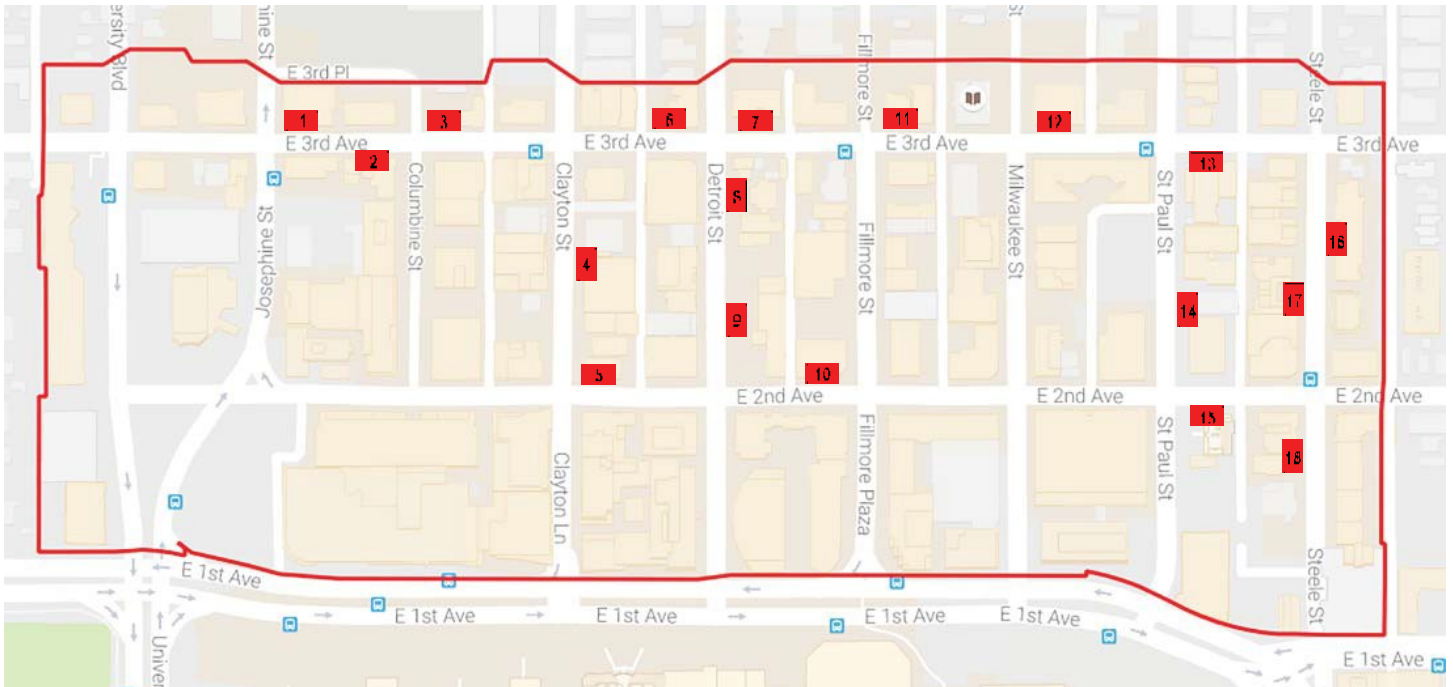 ersity Blvd
hine St
E 3rd Pl
Fillmore St
St
Steele St
1
3
6
7
11
12
E 3rd Ave
E 3rd Ave
E 3rd Ave
E 3rd Ave
2
13
Columbine St
Clayton St
Detroit St
8
Milwaukee St
St Paul St
Josephine St
4
Fillmore St
16
9
14
17
5
10
E 2nd Ave
E 2nd Ave
E 2nd Ave
15
18
Clayton Ln
Fillmore Plaza
St Paul St
Steele St
E 1st Ave
E 1st Ave
E 1st Ave
E 1st Ave
E 1st Ave
E 1st Ave
Univer